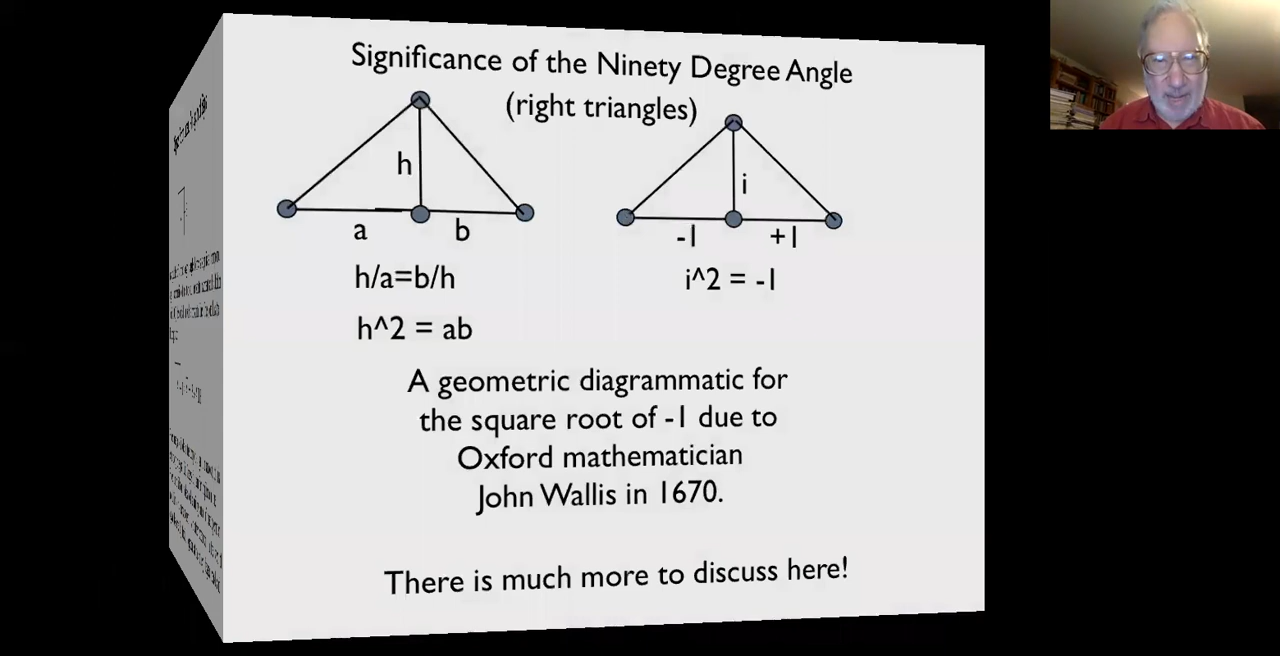 Significance of the Ninety Degree Angle
(right triangles)
h
i
a
b
-1
+1
h/a=b/h
i^2 = -1
h^2 = ab
A geometric diagrammatic for
the square root of -1 due to
Oxford mathematician
John Wallis in 1670.
There is much more to discuss here!